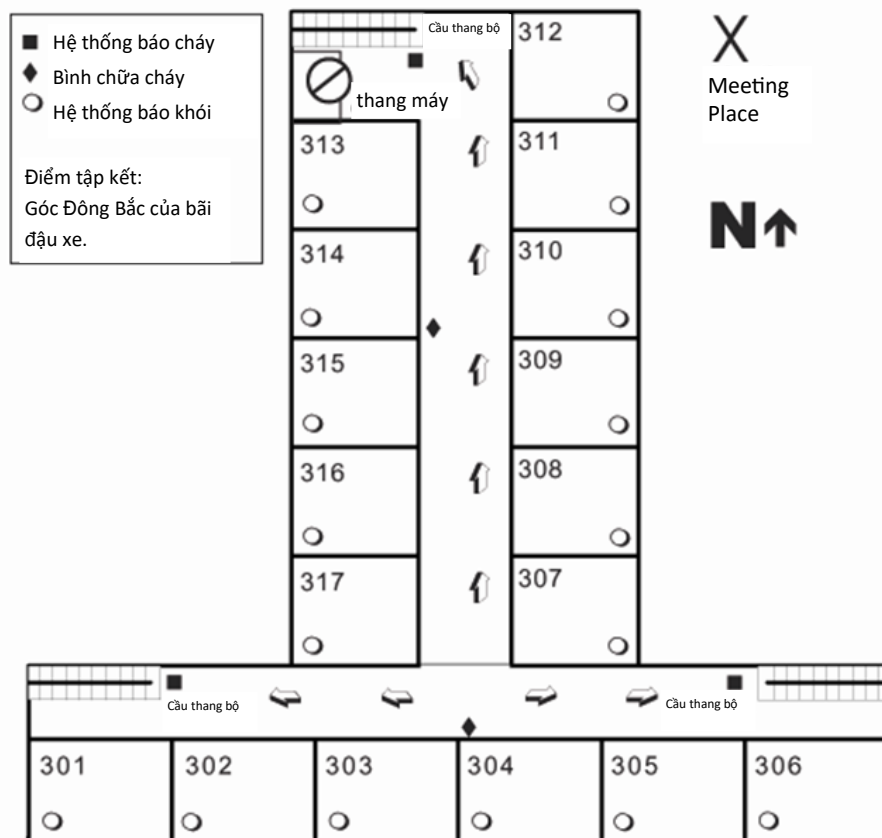 Hệ thống báo cháy
Bình chữa cháy
Hệ thống báo khói
Điểm tập kết:
Góc Đông Bắc của bãi
đậu xe.
Cầu thang bộ
thang máy
312
X
Meeting
Place
N
313
311
314
310
315
309
316
308
317
307
Cầu thang bộ
Cầu thang bộ
301
302
303
304
305
306